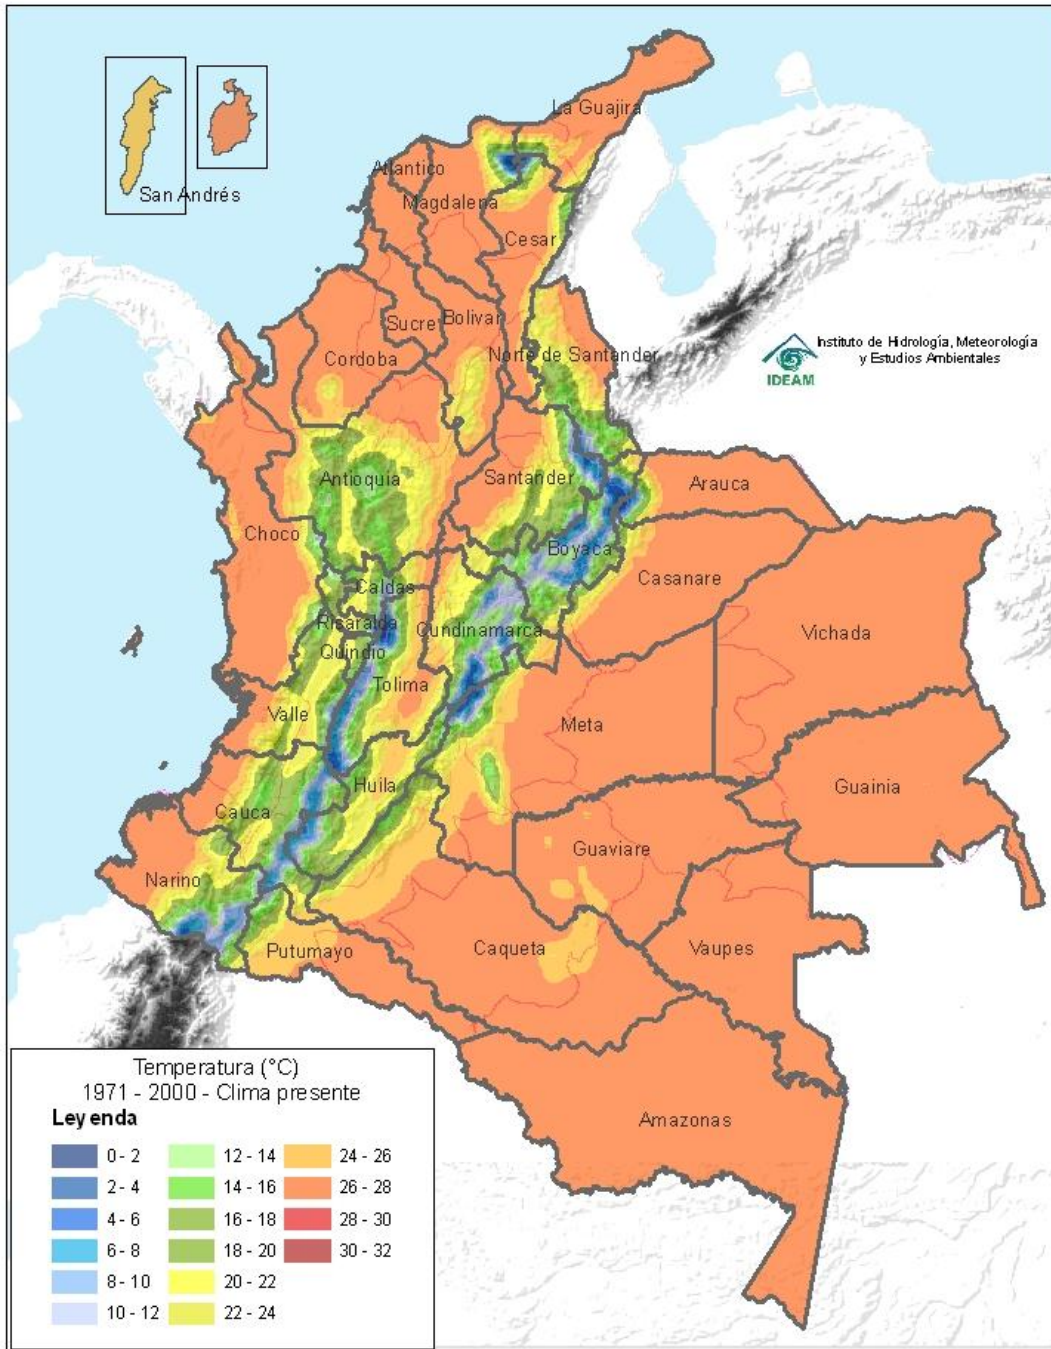 La Guajira
Atlantico
San Andrés
Magdalena
Cesar
Sucre
Bolivar
Instituto de Hidrología, Meteorología
y Estudios Ambientales
IDEAM
Norte de Santander
Cordoba
Antioquia
Santander
Arauca
Choco
Boyaca
Casanare
Caldas
Risaralda
Cundinamarca
Vichada
Quindio
Tolima
Valle
Meta
Huila
Guainia
Cauca
Guaviare
Narino
Putumayo
Caqueta
Vaupes
Amazonas
Temperatura (°C)
1971 - 2000 - Clima presente
Leyenda
0 - 2
2 - 4
4 - 6
6 - 8
8 - 10
10 - 12
12 - 14
14 - 16
16 - 18
18 - 20
20 - 22
22 - 24
24 - 26
26 - 28
28 - 30
30 - 32